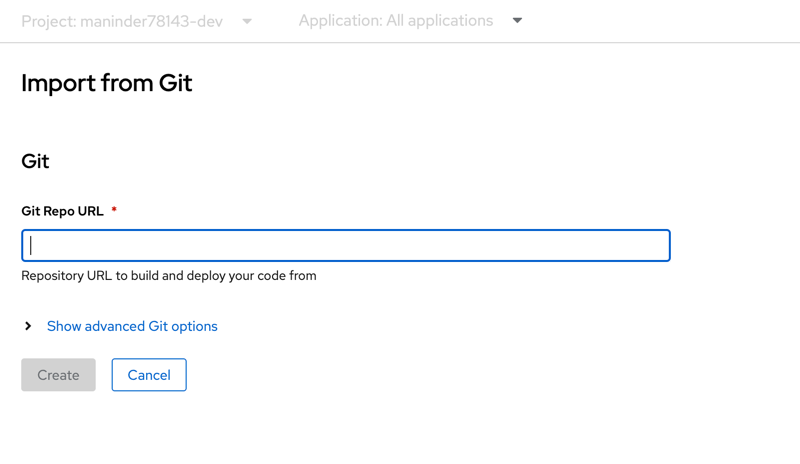 Project: maninder78143-dev Application: All applications
Import from Git
Git
Git Repo URL *
Repository URL to build and deploy your code from
Show advanced Git options
Create Cancel